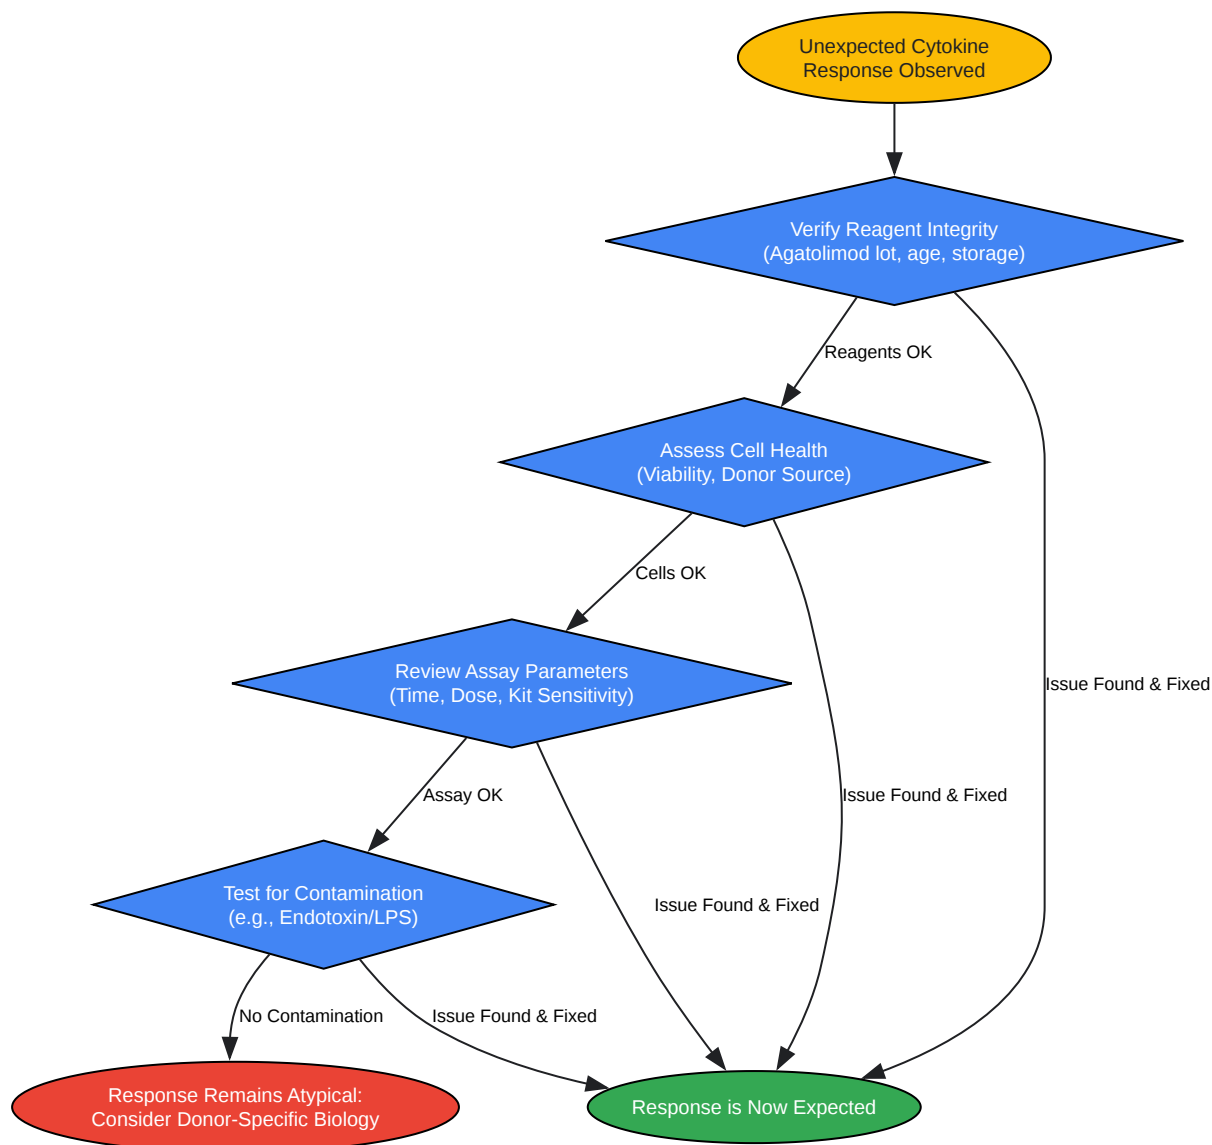 Unexpected Cytokine
Response Observed
Verify Reagent Integrity
(Agatolimod lot, age, storage)
Reagents OK
Assess Cell Health
(Viability, Donor Source)
Cells OK
Review Assay Parameters
(Time, Dose, Kit Sensitivity)
Issue Found & Fixed
Assay OK
Issue Found & Fixed
Test for Contamination
(e.g., Endotoxin/LPS)
Issue Found & Fixed
No Contamination
Issue Found & Fixed
Response Remains Atypical:
Consider Donor-Specific Biology
Response is Now Expected